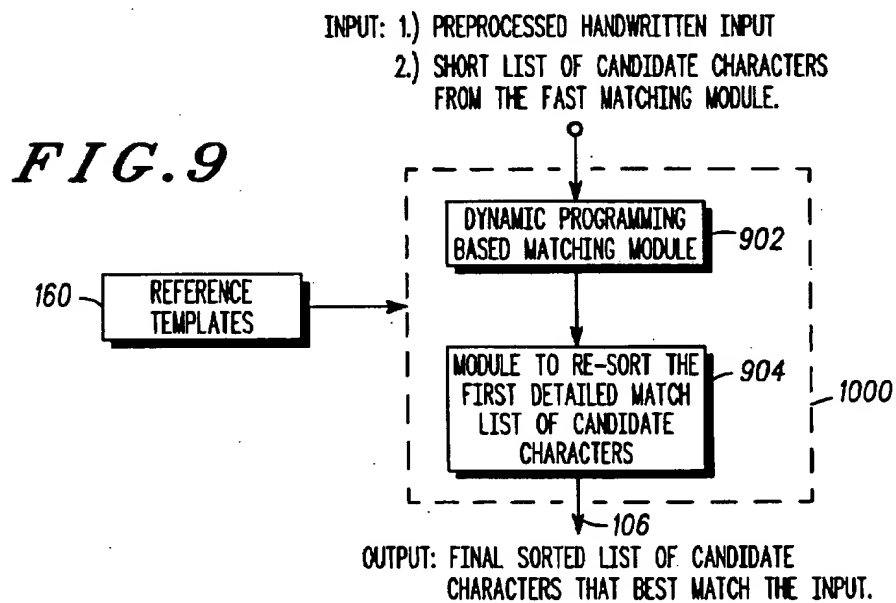 INPUT: 1.) PREPROCESSED HANDWRITTEN INPUT
2.) SHORT LIST OF CANDIDATE CHARACTERS
FROM THE FAST MATCHING MODULE.
FIG.9
DYNAMIC PROGRAMMING
BASED MATCHING MODULE
902
160
REFERENCE
TEMPLATES
MODULE TO RE-SORT THE
FIRST DETAILED MATCH
LIST OF CANDIDATE
CHARACTERS
904
1000
106
OUTPUT: FINAL SORTED LIST OF CANDIDATE
CHARACTERS THAT BEST MATCH THE INPUT.